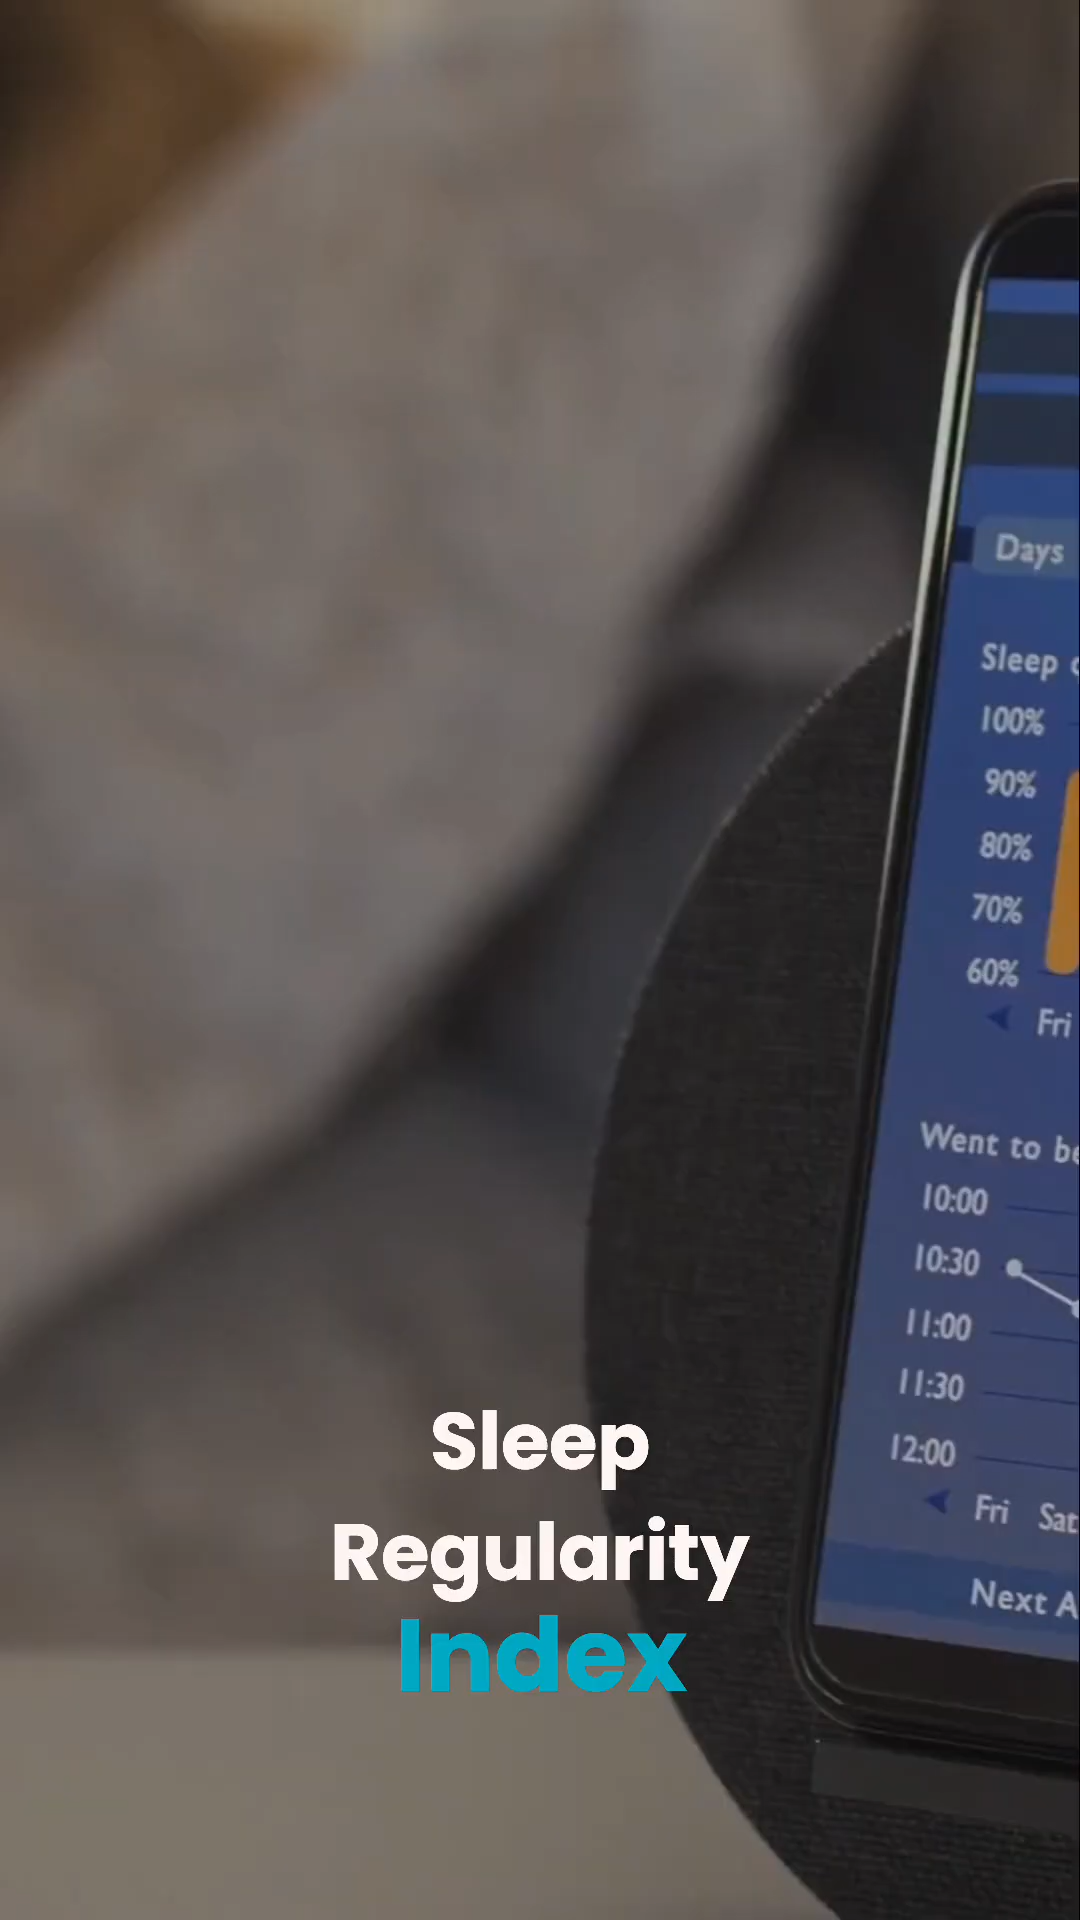 Days
Sleep
100%
90%
80%
70%
60%
Fri
Went to
10:00
10:30
11:00
11:30
12:00
Fri Sat
Next
Sleep
Regularity
Index